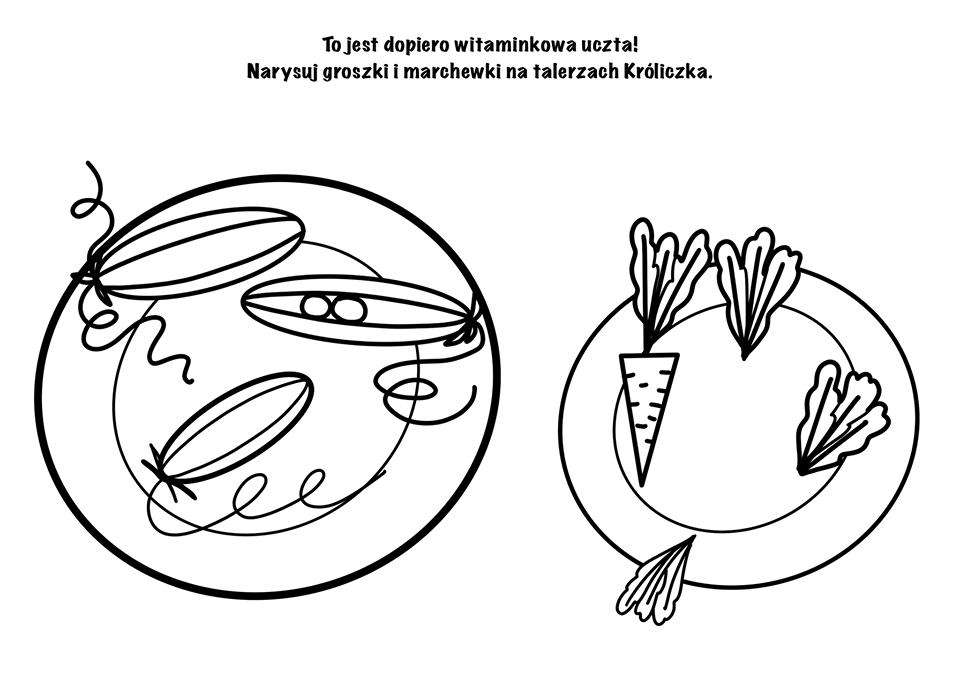 To jest dopiero witaminkowa uczta!
Narysuj groszki i marchewki na talerzach Króliczka.